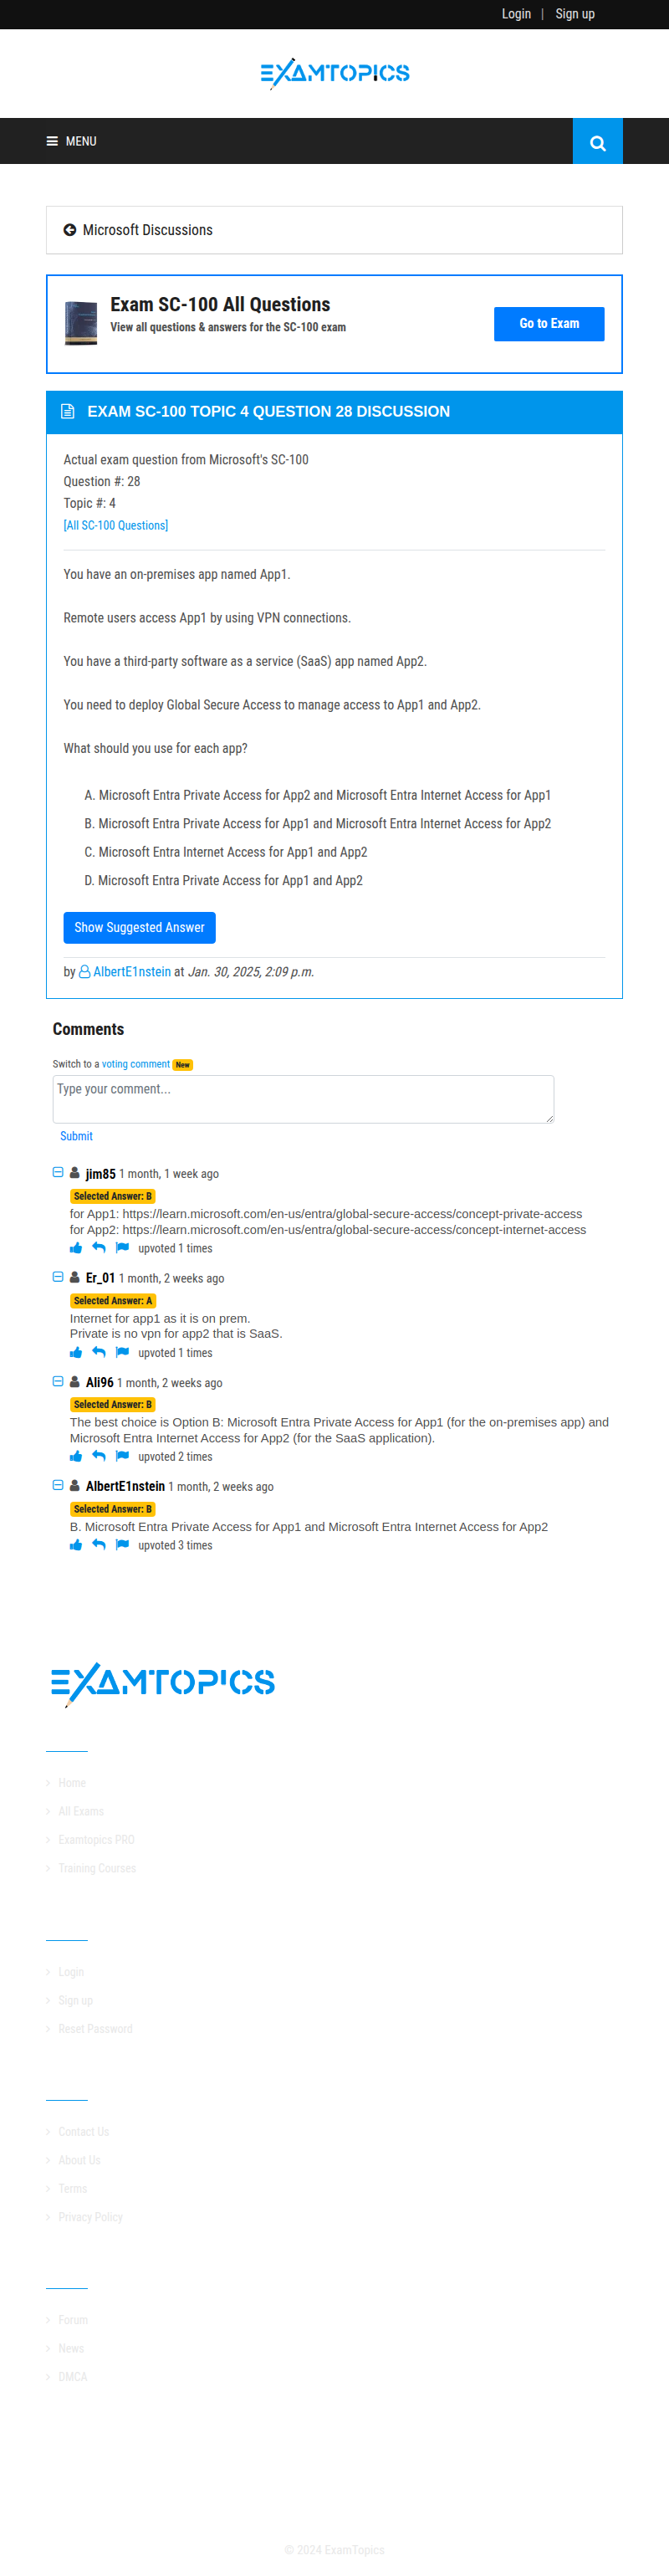 Login | Sign up
EXAMTOPICS
MENU
Microsoft Discussions
Exam SC-100 All Questions
View all questions & answers for the SC-100 exam
Go to Exam
EXAM SC-100 TOPIC 4 QUESTION 28 DISCUSSION
Actual exam question from Microsoft's SC-100
Question #: 28
Topic #: 4
[All SC-100 Questions]
You have an on-premises app named App1.
Remote users access App1 by using VPN connections.
You have a third-party software as a service (SaaS) app named App2.
You need to deploy Global Secure Access to manage access to App1 and App2.
What should you use for each app?
A. Microsoft Entra Private Access for App2 and Microsoft Entra Internet Access for App1
B. Microsoft Entra Private Access for App1 and Microsoft Entra Internet Access for App2
C. Microsoft Entra Internet Access for App1 and App2
D. Microsoft Entra Private Access for App1 and App2
Show Suggested Answer
by AlbertE1nstein at Jan. 30, 2025, 2:09 p.m.
Comments
Switch to a voting comment New
Type your comment...
Submit
jim85 1 month, 1 week ago
Selected Answer: B
for App1: https://learn.microsoft.com/en-us/entra/global-secure-access/concept-private-access
for App2: https://learn.microsoft.com/en-us/entra/global-secure-access/concept-internet-access
upvoted 1 times
Er_01 1 month, 2 weeks ago
Selected Answer: A
Internet for app1 as it is on prem.
Private is no vpn for app2 that is SaaS.
upvoted 1 times
Ali96 1 month, 2 weeks ago
Selected Answer: B
The best choice is Option B: Microsoft Entra Private Access for App1 (for the on-premises app) and
Microsoft Entra Internet Access for App2 (for the SaaS application).
upvoted 2 times
AlbertE1nstein 1 month, 2 weeks ago
Selected Answer: B
B. Microsoft Entra Private Access for App1 and Microsoft Entra Internet Access for App2
upvoted 3 times
EXAMTOPICS
Home
All Exams
Examtopics PRO
Training Courses
Login
Sign up
Reset Password
Contact Us
About Us
Terms
Privacy Policy
Forum
News
DMCA
© 2024 ExamTopics